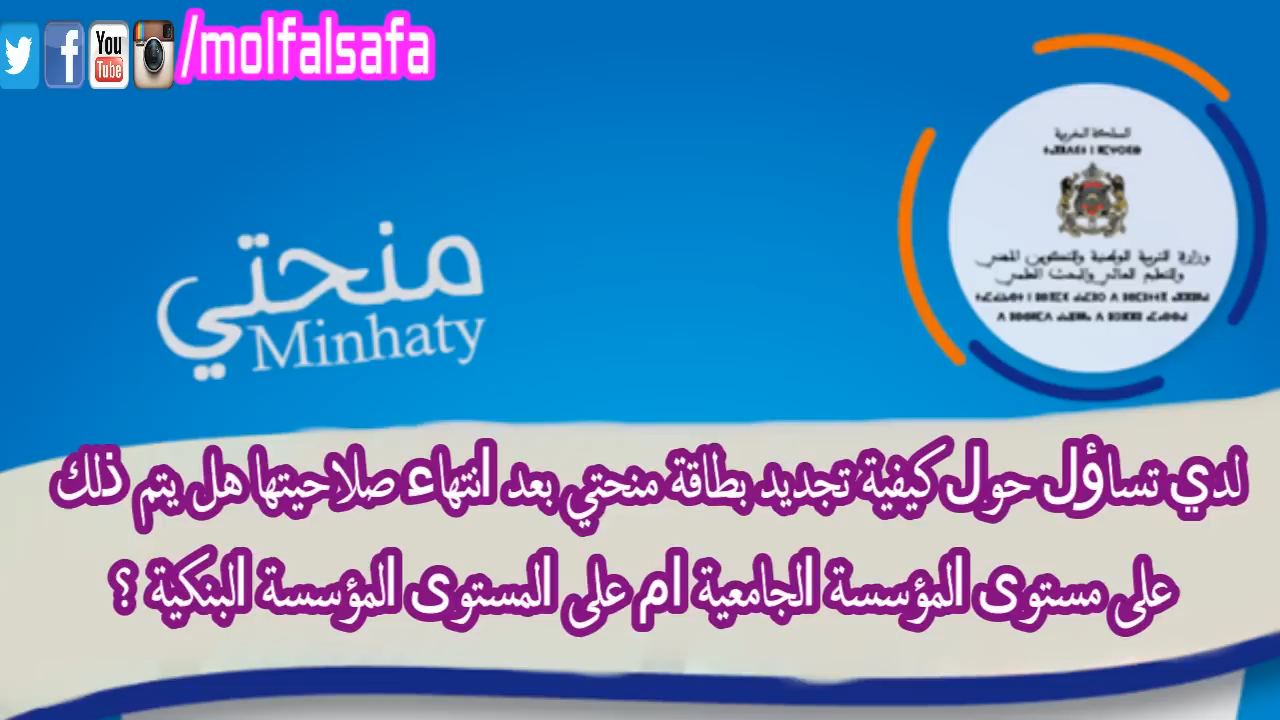 /molfalsafa
You
Tube
المملكة المغربية
وزارة التربية الوطنية والتكوين المهني
والتعليم العالي والبحث العلمي
منحتي
Minhaty
لدي تساؤل حول كيفية تجديد بطاقة منحتي بعد انتهاء صلاحيتها هل يتم ذلك
على مستوى المؤسسة الجامعية ام على المستوى المؤسسة البنكية ؟